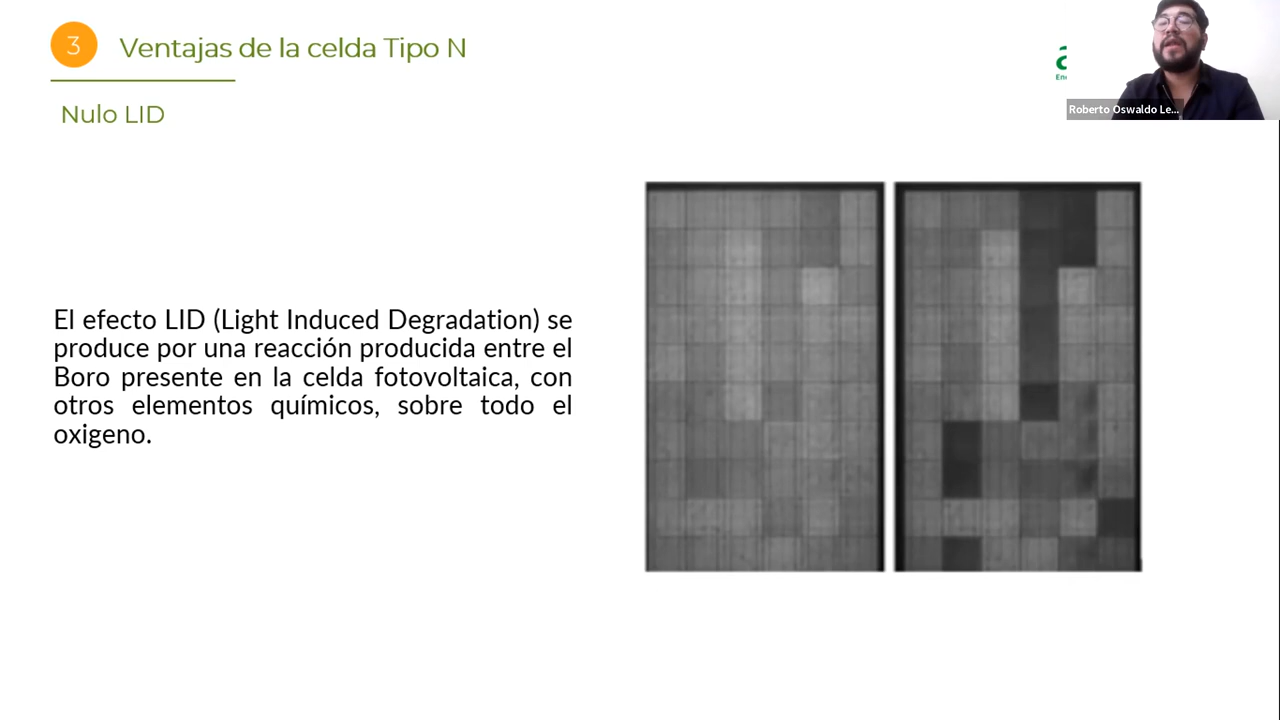 3
Ventajas de la celda Tipo N
Nulo LID
El efecto LID (Light Induced Degradation) se
produce por una reacción producida entre el
Boro presente en la celda fotovoltaica, con
otros elementos químicos, sobre todo el
oxigeno.
Roberto Oswaldo Le...